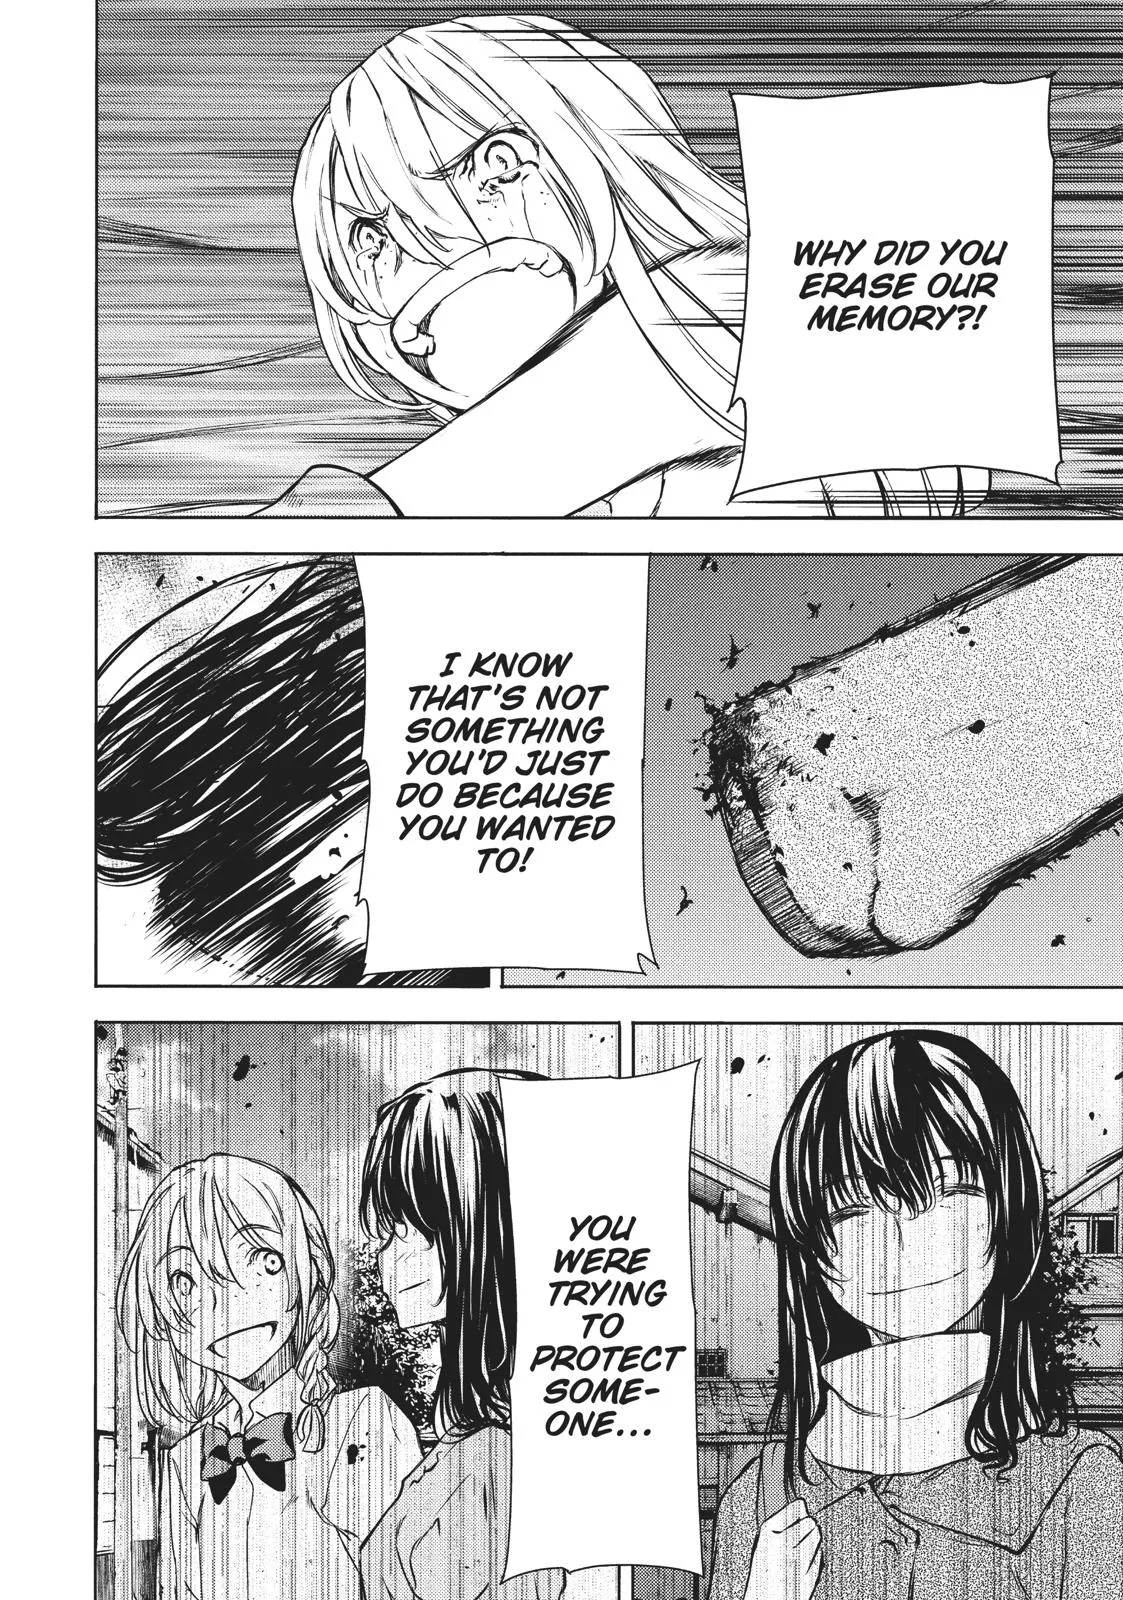 WHY DID YOU
ERASE OUR
MEMORY?!
I KNOW
THAT'S NOT
SOMETHING
YOU'D JUST
DO BECAUSE
YOU WANTED
TO!
YOU
WERE
TRYING
TO
PROTECT
SOME-
ONE...